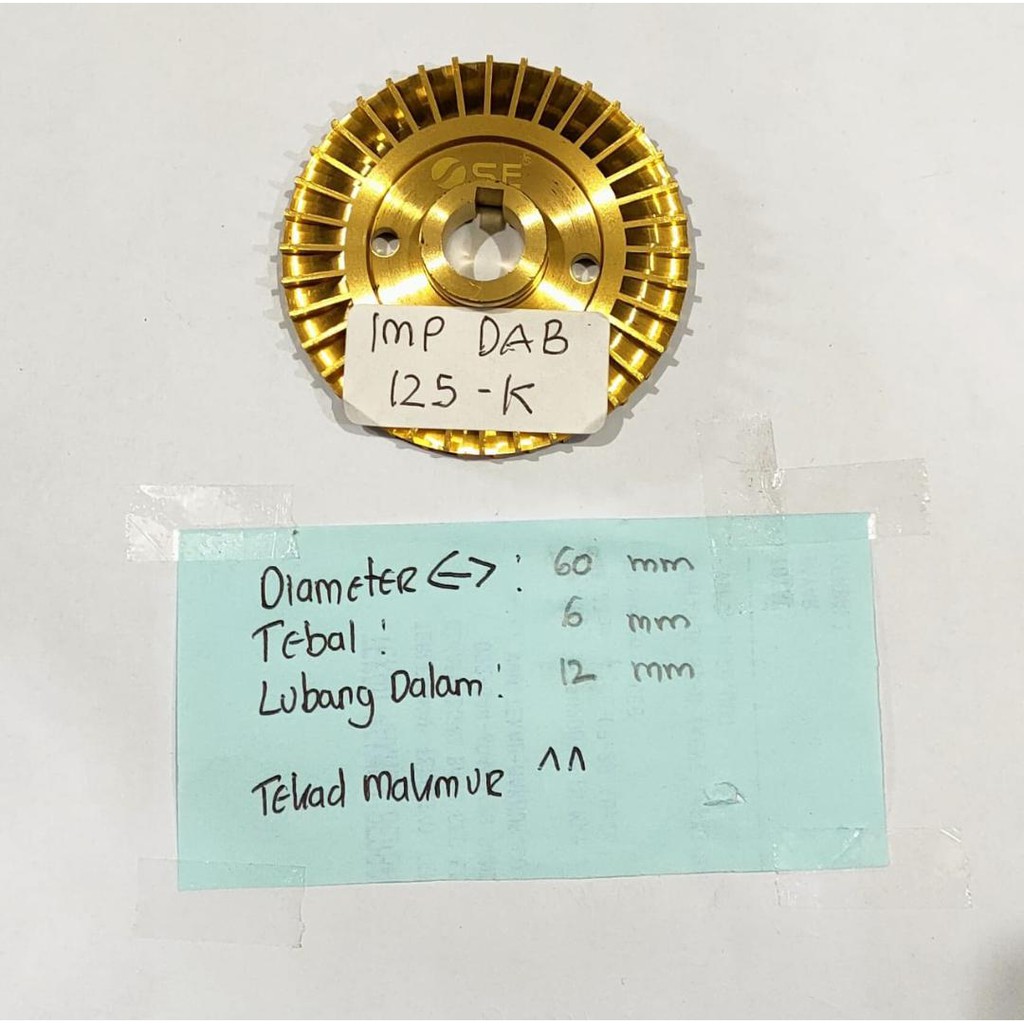 SE
IMP DAB
125-K
DIAMETER <->: 60 mm
TEbal: 6 mm
Lubang Dalam: 12 mm
TEkad makmuR ^^